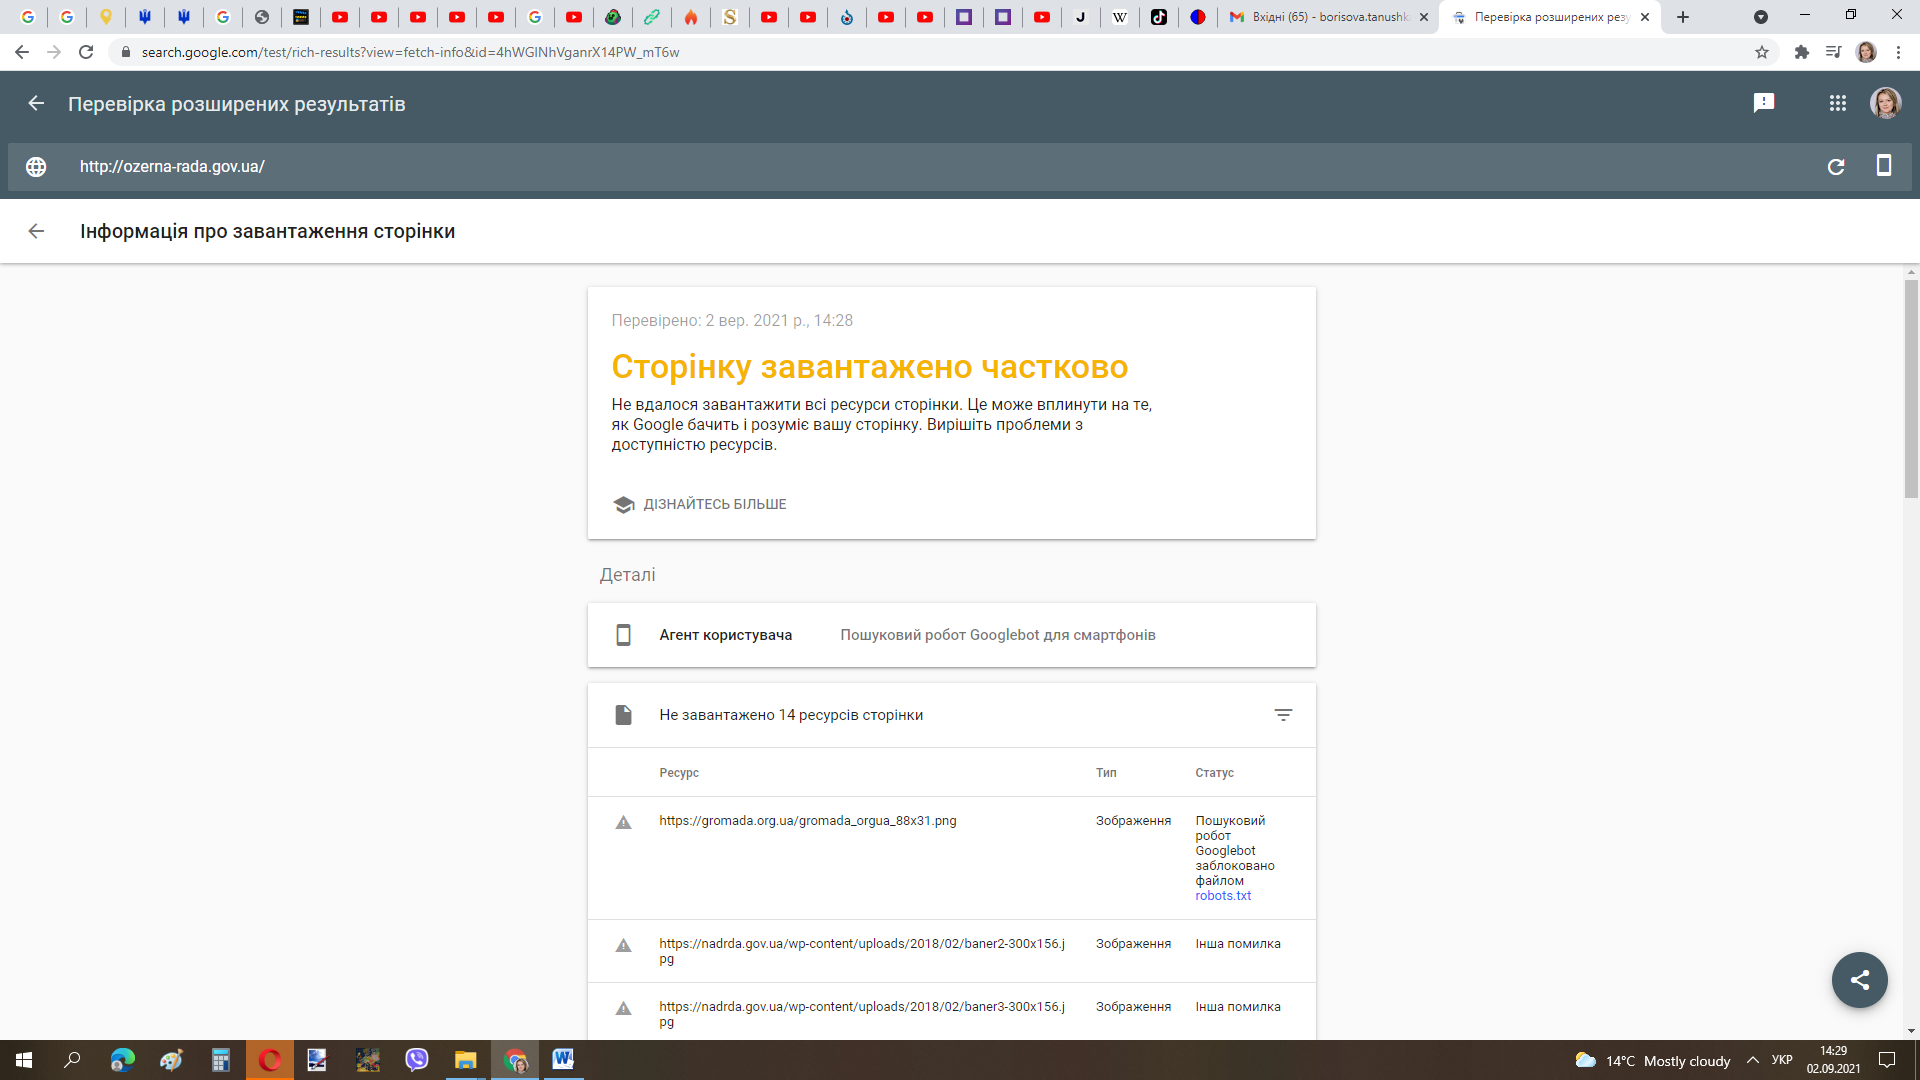 Вхідні (65) - borisova.tanushk
Перевірка розширених резу
search.google.com/test/rich-results?view=fetch-info&id=4hWGlNhVganrX14PW_mT6w
Перевірка розширених результатів
http://ozerna-rada.gov.ua/
Інформація про завантаження сторінки
Перевірено: 2 вер. 2021 р., 14:28
Сторінку завантажено частково
Не вдалося завантажити всі ресурси сторінки. Це може вплинути на те,
як Google бачить і розуміє вашу сторінку. Вирішіть проблеми з
доступністю ресурсів.
ДІЗНАЙТЕСЬ БІЛЬШЕ
Деталі
Агент користувача Пошуковий робот Googlebot для смартфонів
Не завантажено 14 ресурсів сторінки
Ресурс Тип Статус
https://gromada.org.ua/gromada_orgua_88x31.png Зображення Пошуковий
робот
Googlebot
заблоковано
файлом
robots.txt
https://nadrda.gov.ua/wp-content/uploads/2018/02/baner2-300x156.j Зображення Інша помилка
pg
https://nadrda.gov.ua/wp-content/uploads/2018/02/baner3-300x156.j Зображення Інша помилка
pg
14°C Mostly cloudy УКР 14:29
02.09.2021